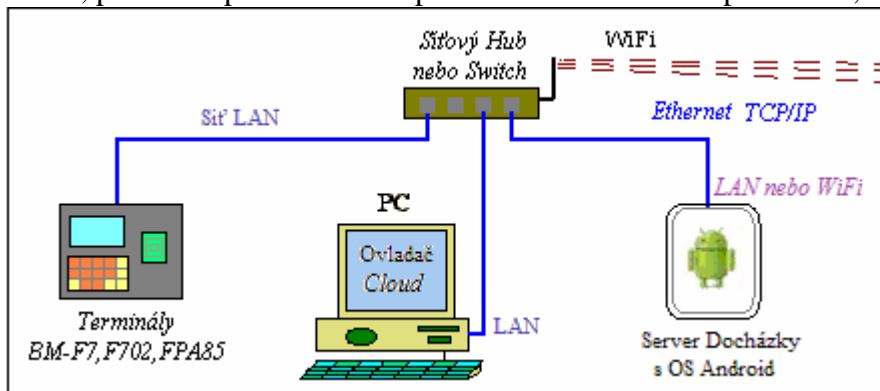 Síťový Hub
nebo Switch
WiFi
Síť LAN
Ethernet TCP/IP
LAN nebo WiFi
PC
Ovladač
Cloud
LAN
Terminály
BM-F7, F702, FPA85
Server Docházky
s OS Android